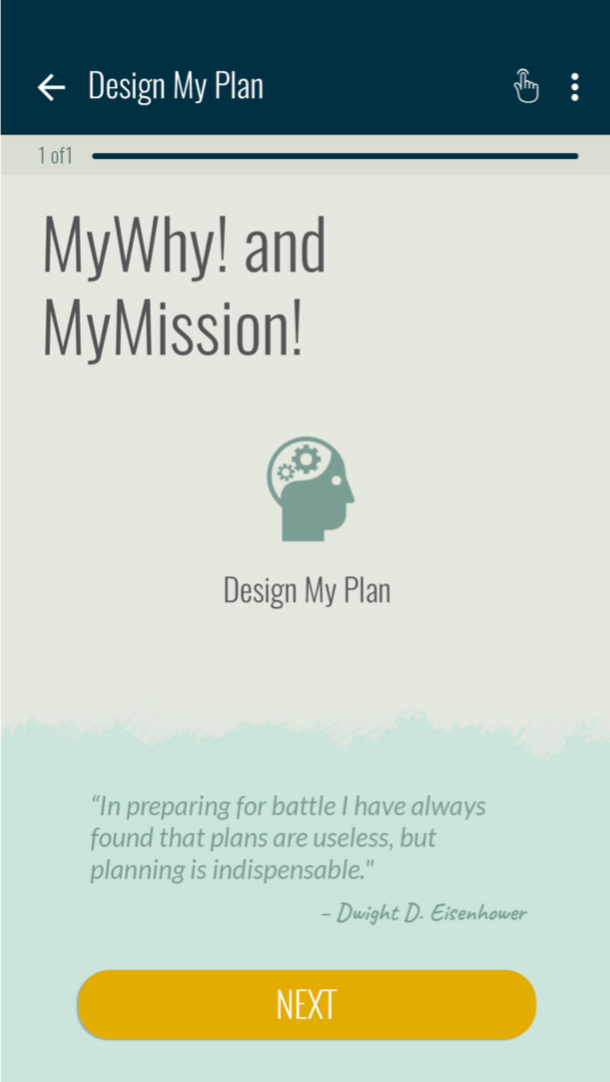 Design My Plan
1 of1
MyWhy! and
MyMission!
Design My Plan
“In preparing for battle I have always
found that plans are useless, but
planning is indispensable."
– Dwight D. Eisenhower
NEXT